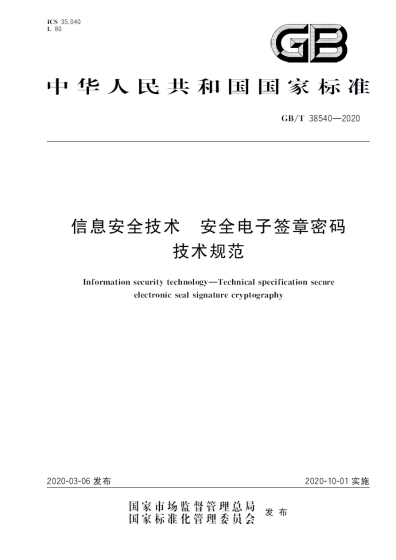 ICS 35.040
L 80
GB
中华人民共和国国家标准
GB/T 38540—2020
信息安全技术 安全电子签章密码
技术规范
Information security technology—Technical specification secure
electronic seal signature cryptography
2020-03-06 发布
2020-10-01 实施
国家市场监督管理总局
国家标准化管理委员会
发布